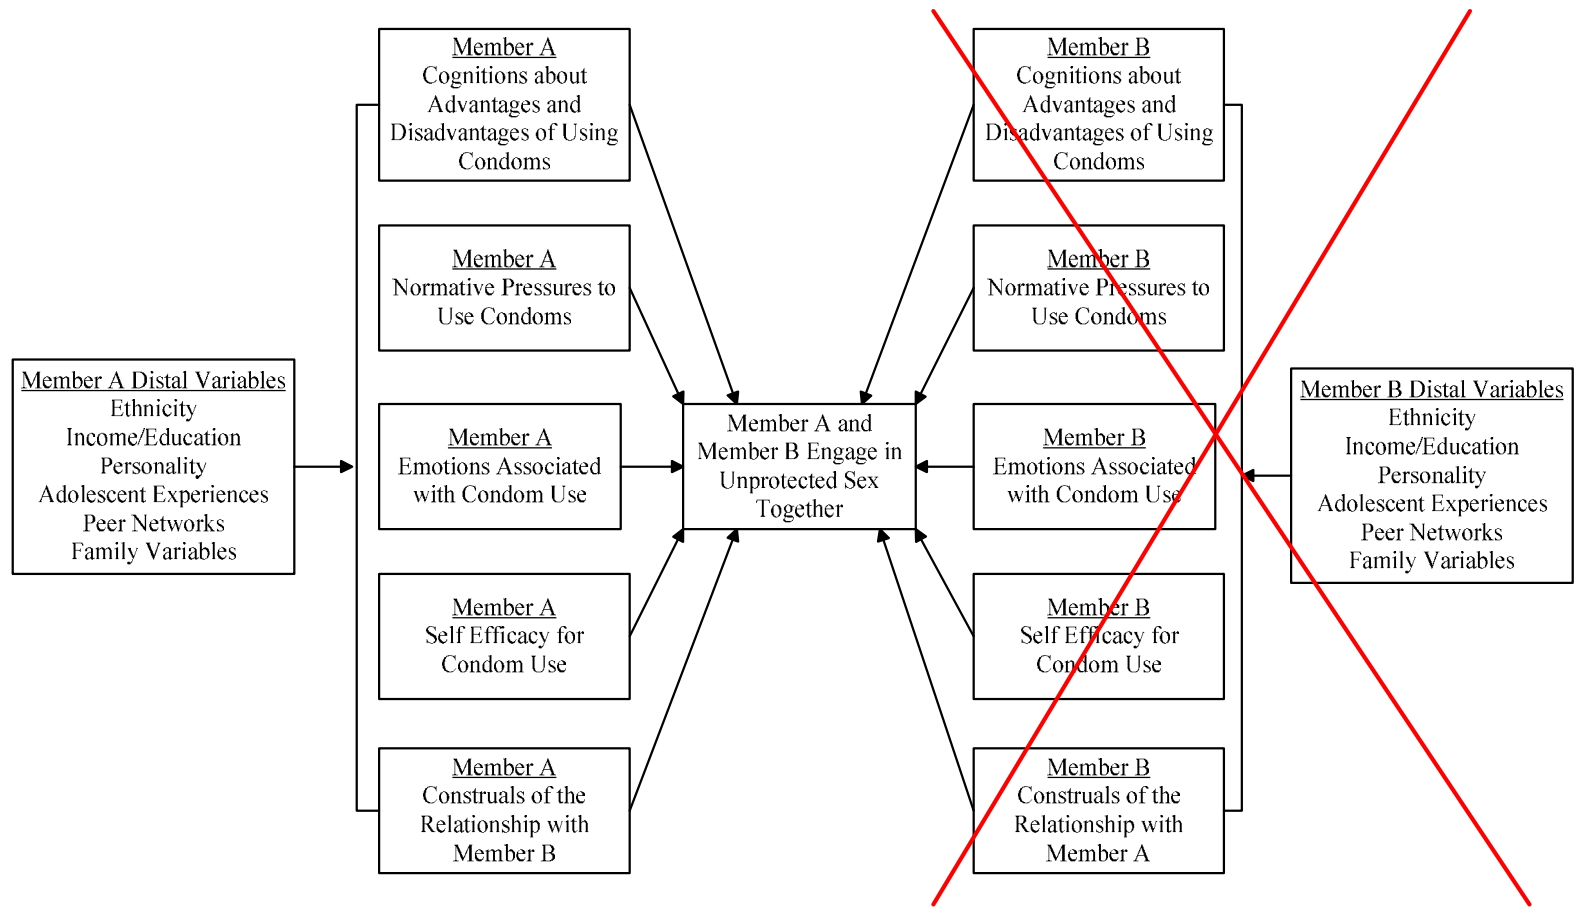 Member A
Cognitions about
Advantages and
Disadvantages of Using
Condoms
Member A
Normative Pressures to
Use Condoms
Member A Distal Variables
Ethnicity
Income/Education
Personality
Adolescent Experiences
Peer Networks
Family Variables
Member A
Emotions Associated
with Condom Use
Member A
Self Efficacy for
Condom Use
Member A
Construals of the
Relationship with
Member B
Member A and
Member B Engage in
Unprotected Sex
Together
Member B
Cognitions about
Advantages and
Disadvantages of Using
Condoms
Member B
Normative Pressures to
Use Condoms
Member B
Emotions Associated
with Condom Use
Member B
Self Efficacy for
Condom Use
Member B
Construals of the
Relationship with
Member A
Member B Distal Variables
Ethnicity
Income/Education
Personality
Adolescent Experiences
Peer Networks
Family Variables